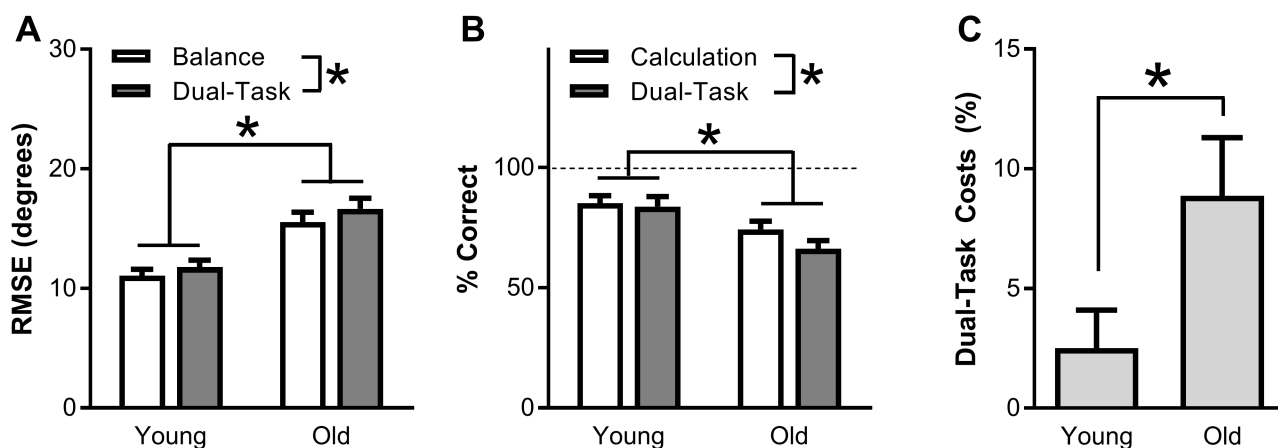 A
30
20
10
0
RMSE (degrees)
Balance
Dual-Task
*
*
Young
Old
B
100
50
0
% Correct
Calculation
Dual-Task
*
*
Young
Old
C
15
10
5
0
Dual-Task Costs (%)
*
Young
Old